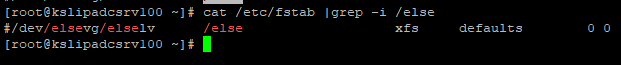 [root@kslipadcsrv100 ~]# cat /etc/fstab |grep -i /else
#/dev/elsevg/elselv /else xfs defaults 0 0
[root@kslipadcsrv100 ~]#